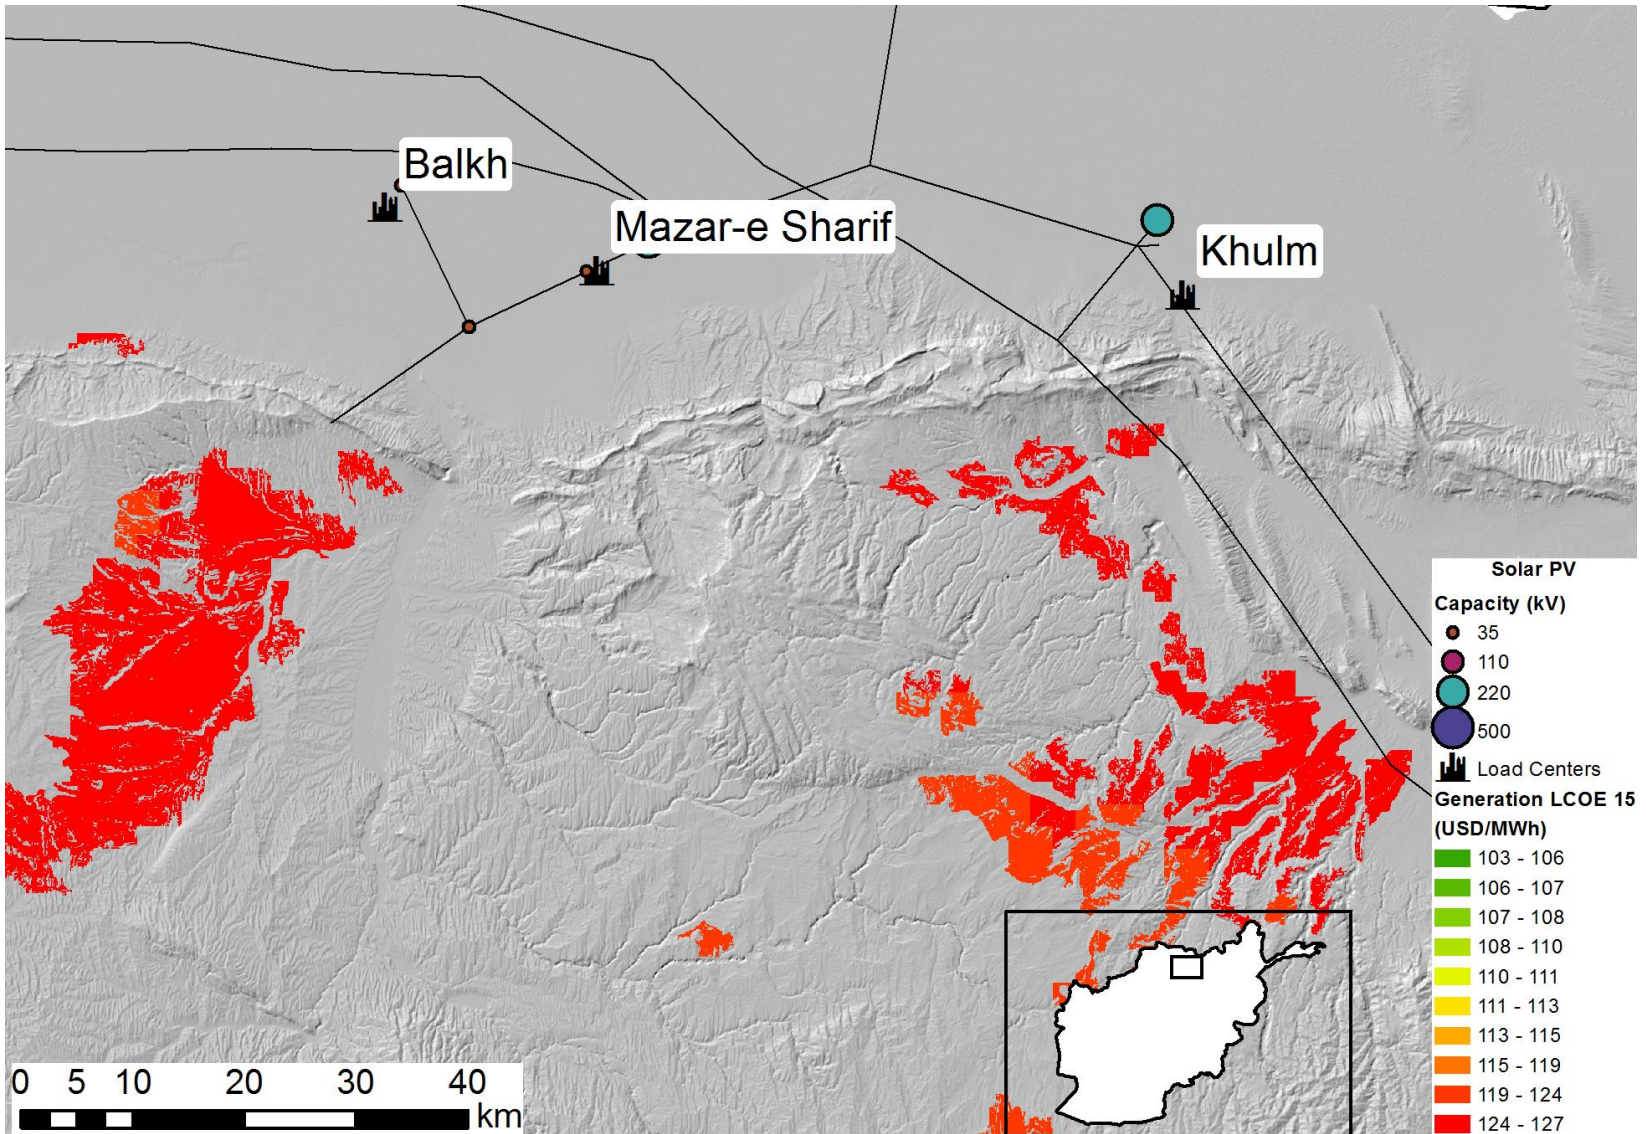 Balkh
Mazar-e Sharif
Khulm
Solar PV
Capacity (kV)
35
110
220
500
Load Centers
Generation LCOE 15
(USD/MWh)
103 - 106
106 - 107
107 - 108
108 - 110
110 - 111
111 - 113
113 - 115
115 - 119
119 - 124
124 - 127
0 5 10 20 30 40
km